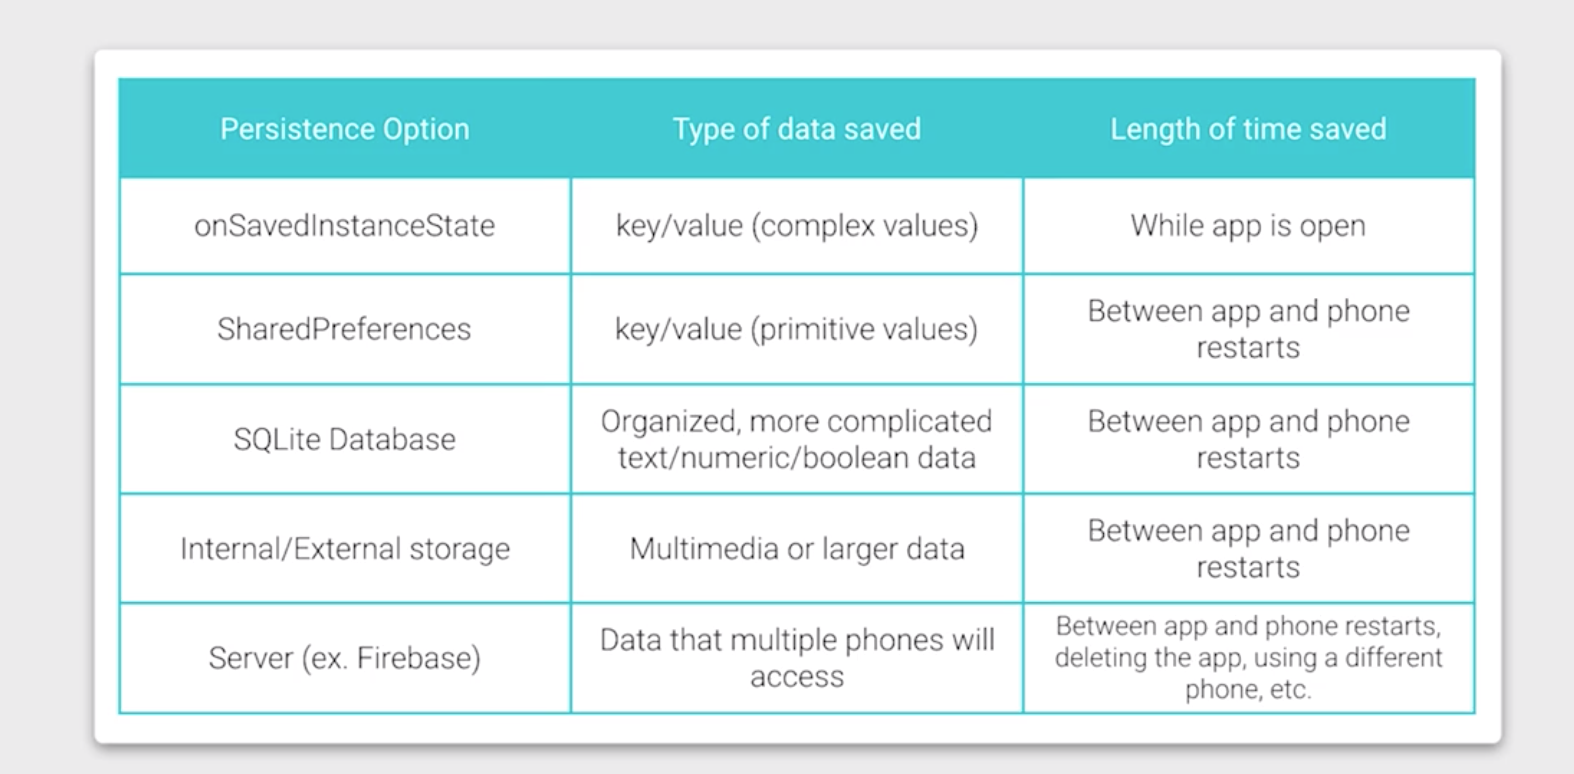 Persistence Option
Type of data saved
Length of time saved
onSavedInstanceState
key/value (complex values)
While app is open
SharedPreferences
key/value (primitive values)
Between app and phone
restarts
SQLite Database
Organized, more complicated
text/numeric/boolean data
Between app and phone
restarts
Internal/External storage
Multimedia or larger data
Between app and phone
restarts
Server (ex. Firebase)
Data that multiple phones will
access
Between app and phone restarts,
deleting the app, using a different
phone, etc.